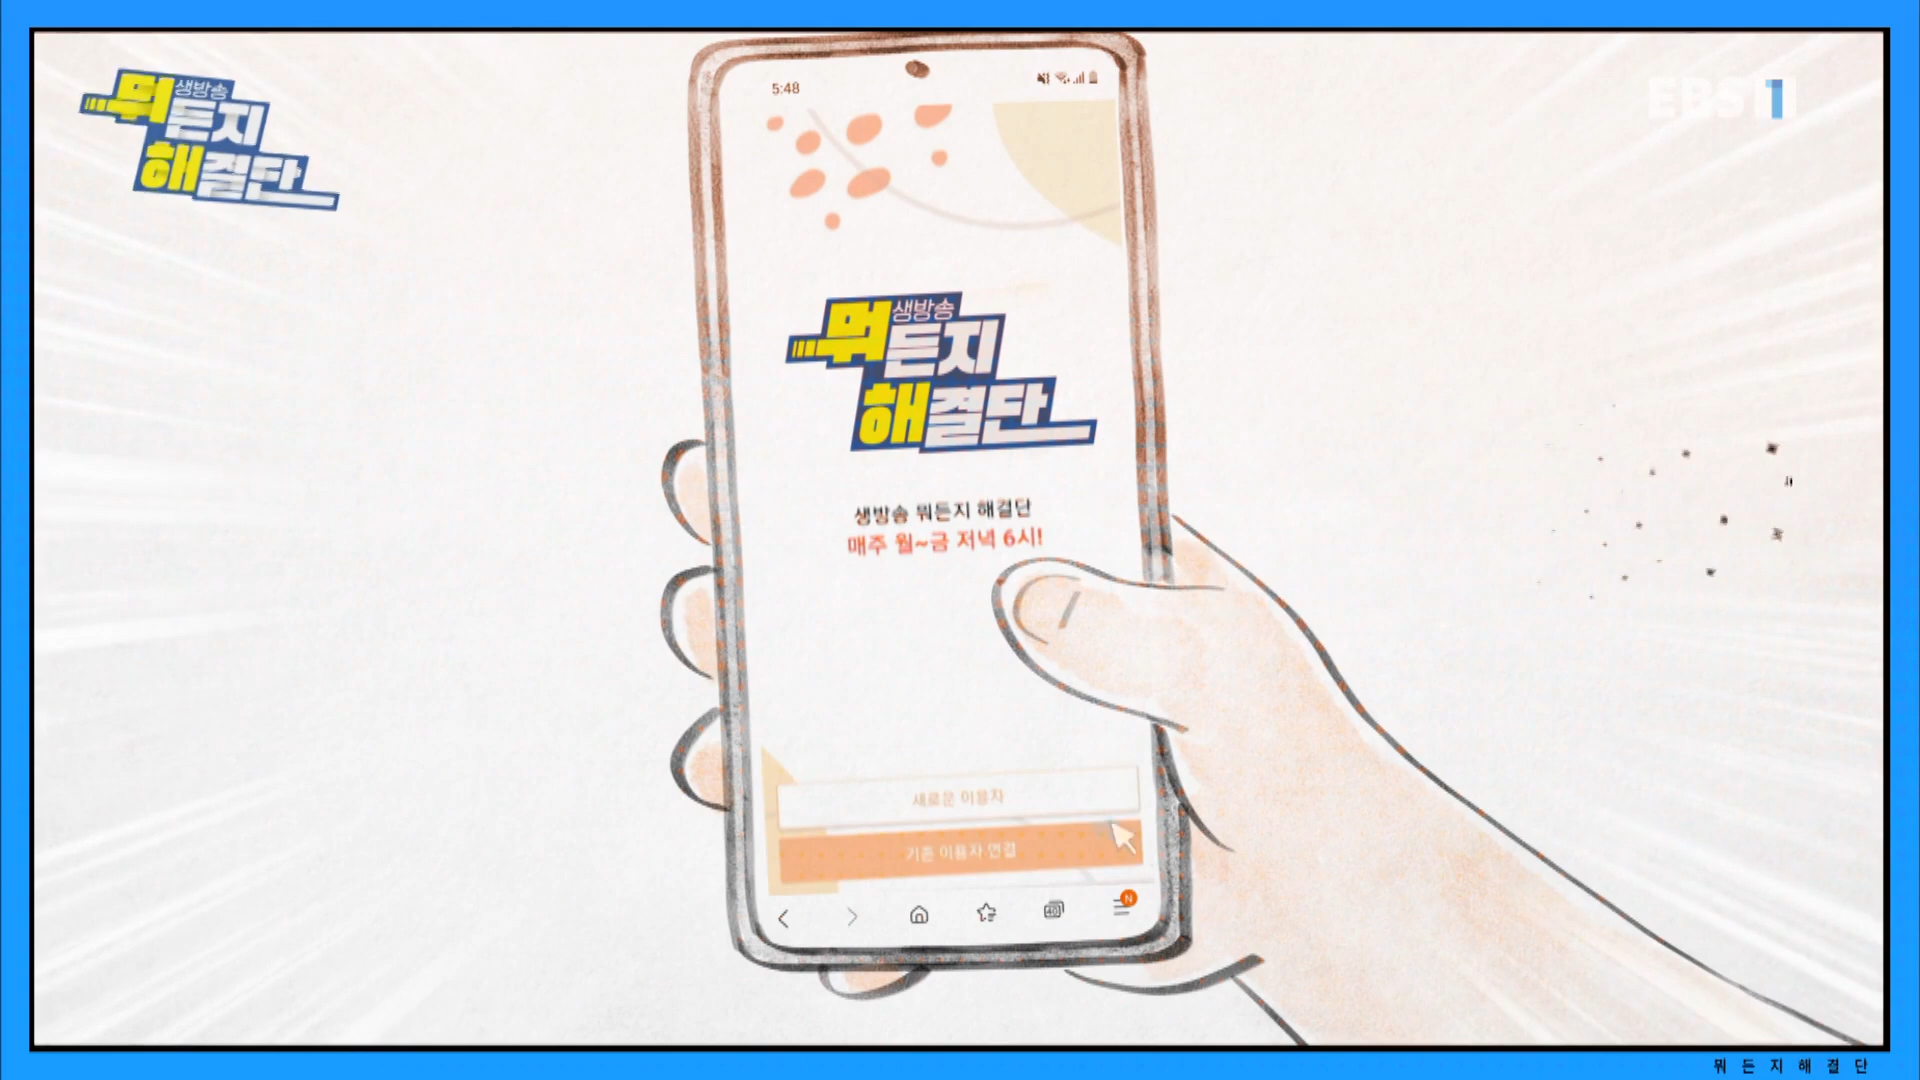 생방송
뭐든지
해결단
EBS 1
5:48
생방송
뭐든지
해결단
생방송 뭐든지 해결단
매주 월~금 저녁 6시!
새로운 이용자
기존 이용자 연결
40
N
뭐든지해결단